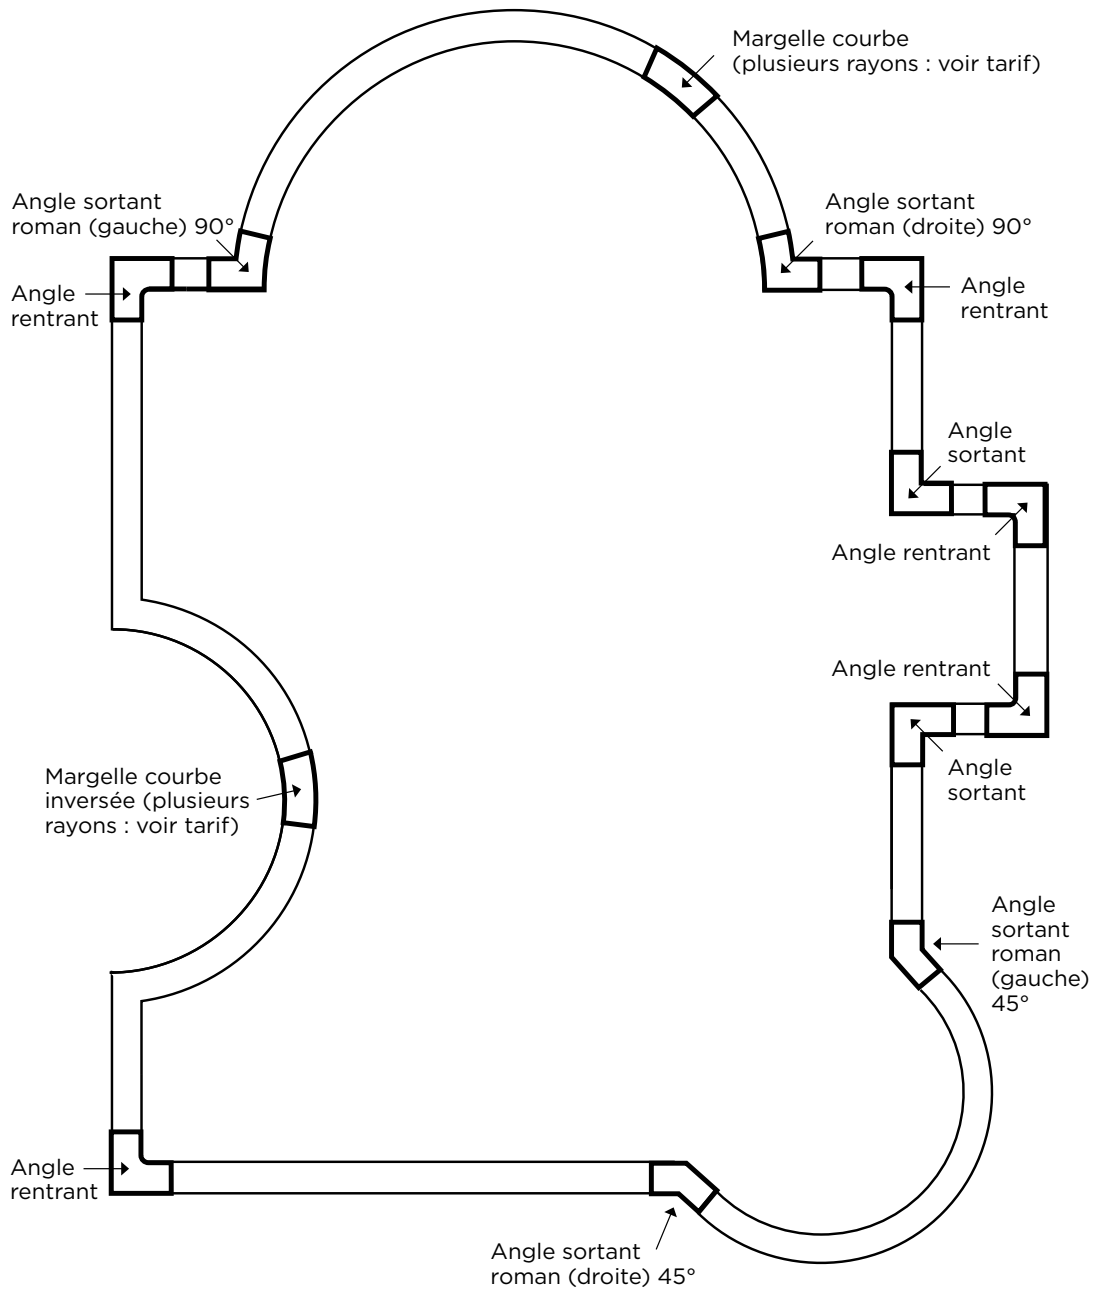 Margelle courbe
(plusieurs rayons : voir tarif)
Angle sortant
roman (gauche) 90°
Angle sortant
roman (droite) 90°
Angle
rentrant
Angle
rentrant
Angle
sortant
Angle rentrant
Angle rentrant
Angle
sortant
Margelle courbe
inversée (plusieurs
rayons : voir tarif)
Angle
sortant
roman
(gauche)
45°
Angle
rentrant
Angle sortant
roman (droite) 45°